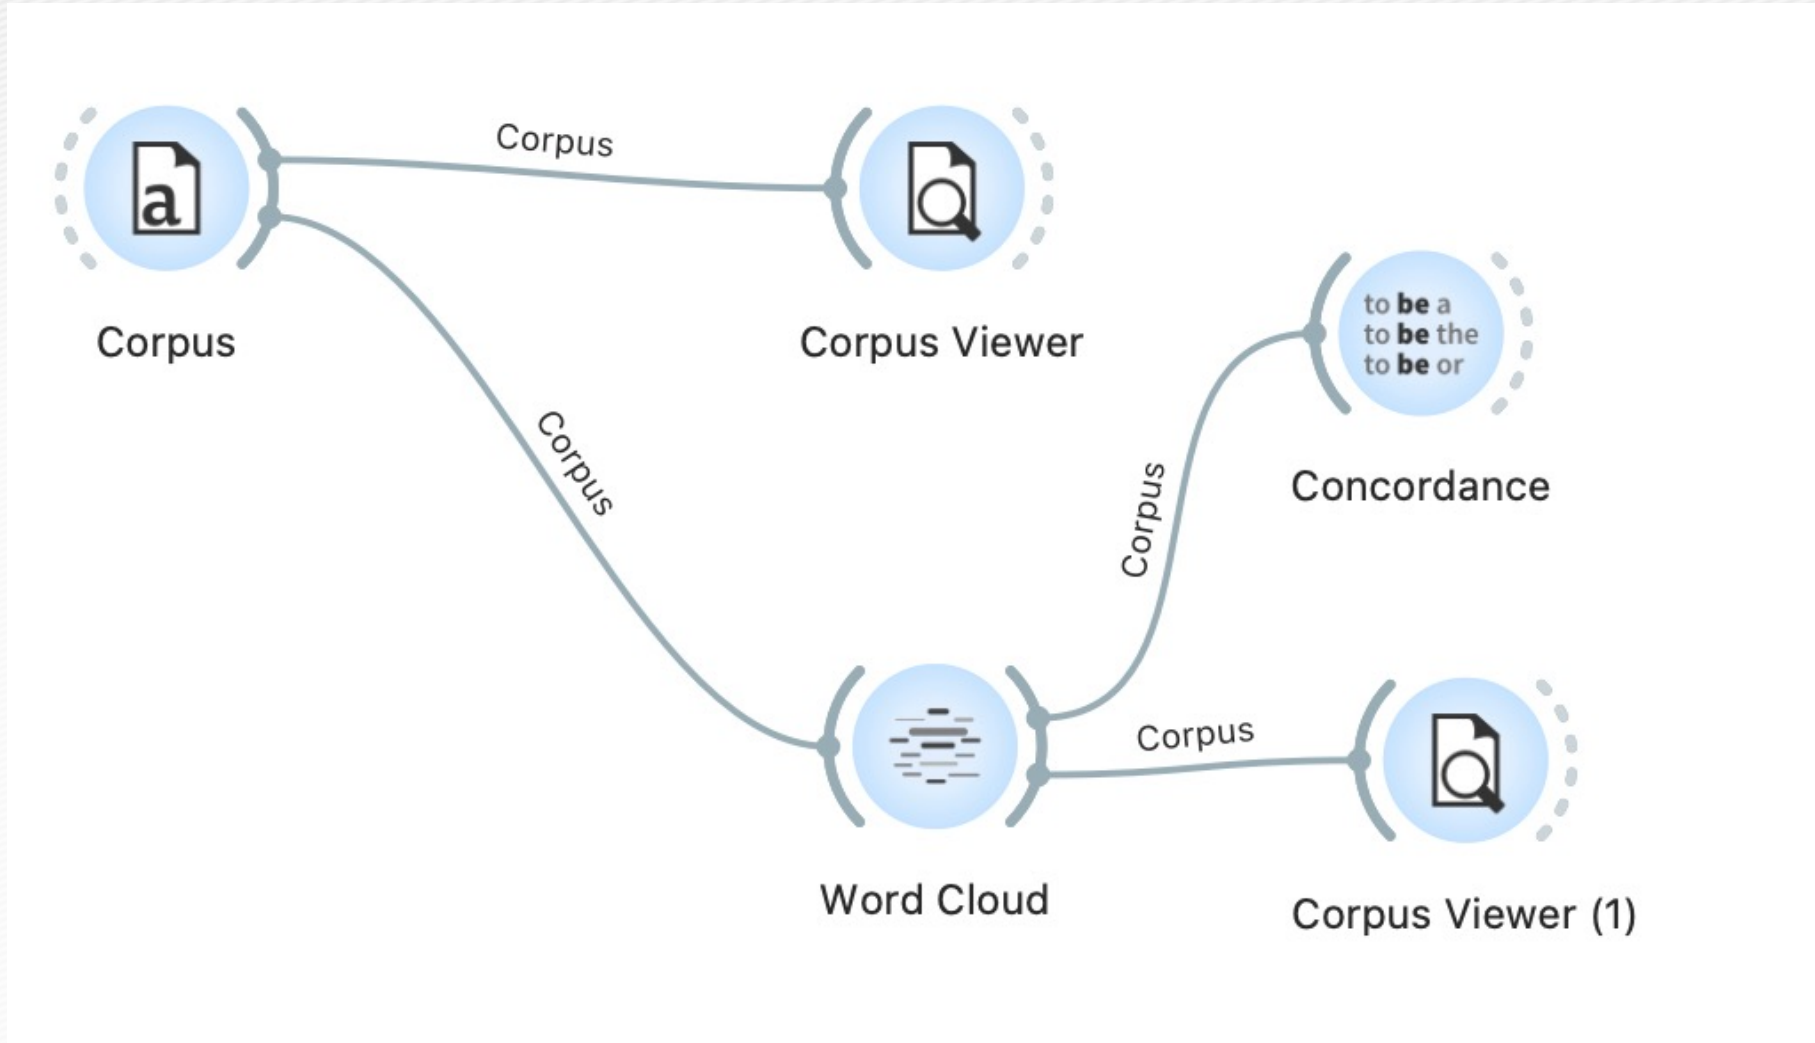 Corpus
a
Corpus
Corpus Viewer
Corpus
Corpus
to be a
to be the
to be or
Concordance
Word Cloud
Corpus
Corpus Viewer (1)